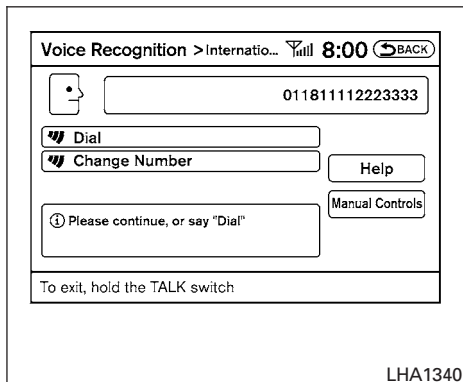 Voice Recognition > Internatio... 8:00 BACK
011811112223333
Dial
Change Number
Help
Manual Controls
Please continue, or say "Dial"
To exit, hold the TALK switch
LHA1340